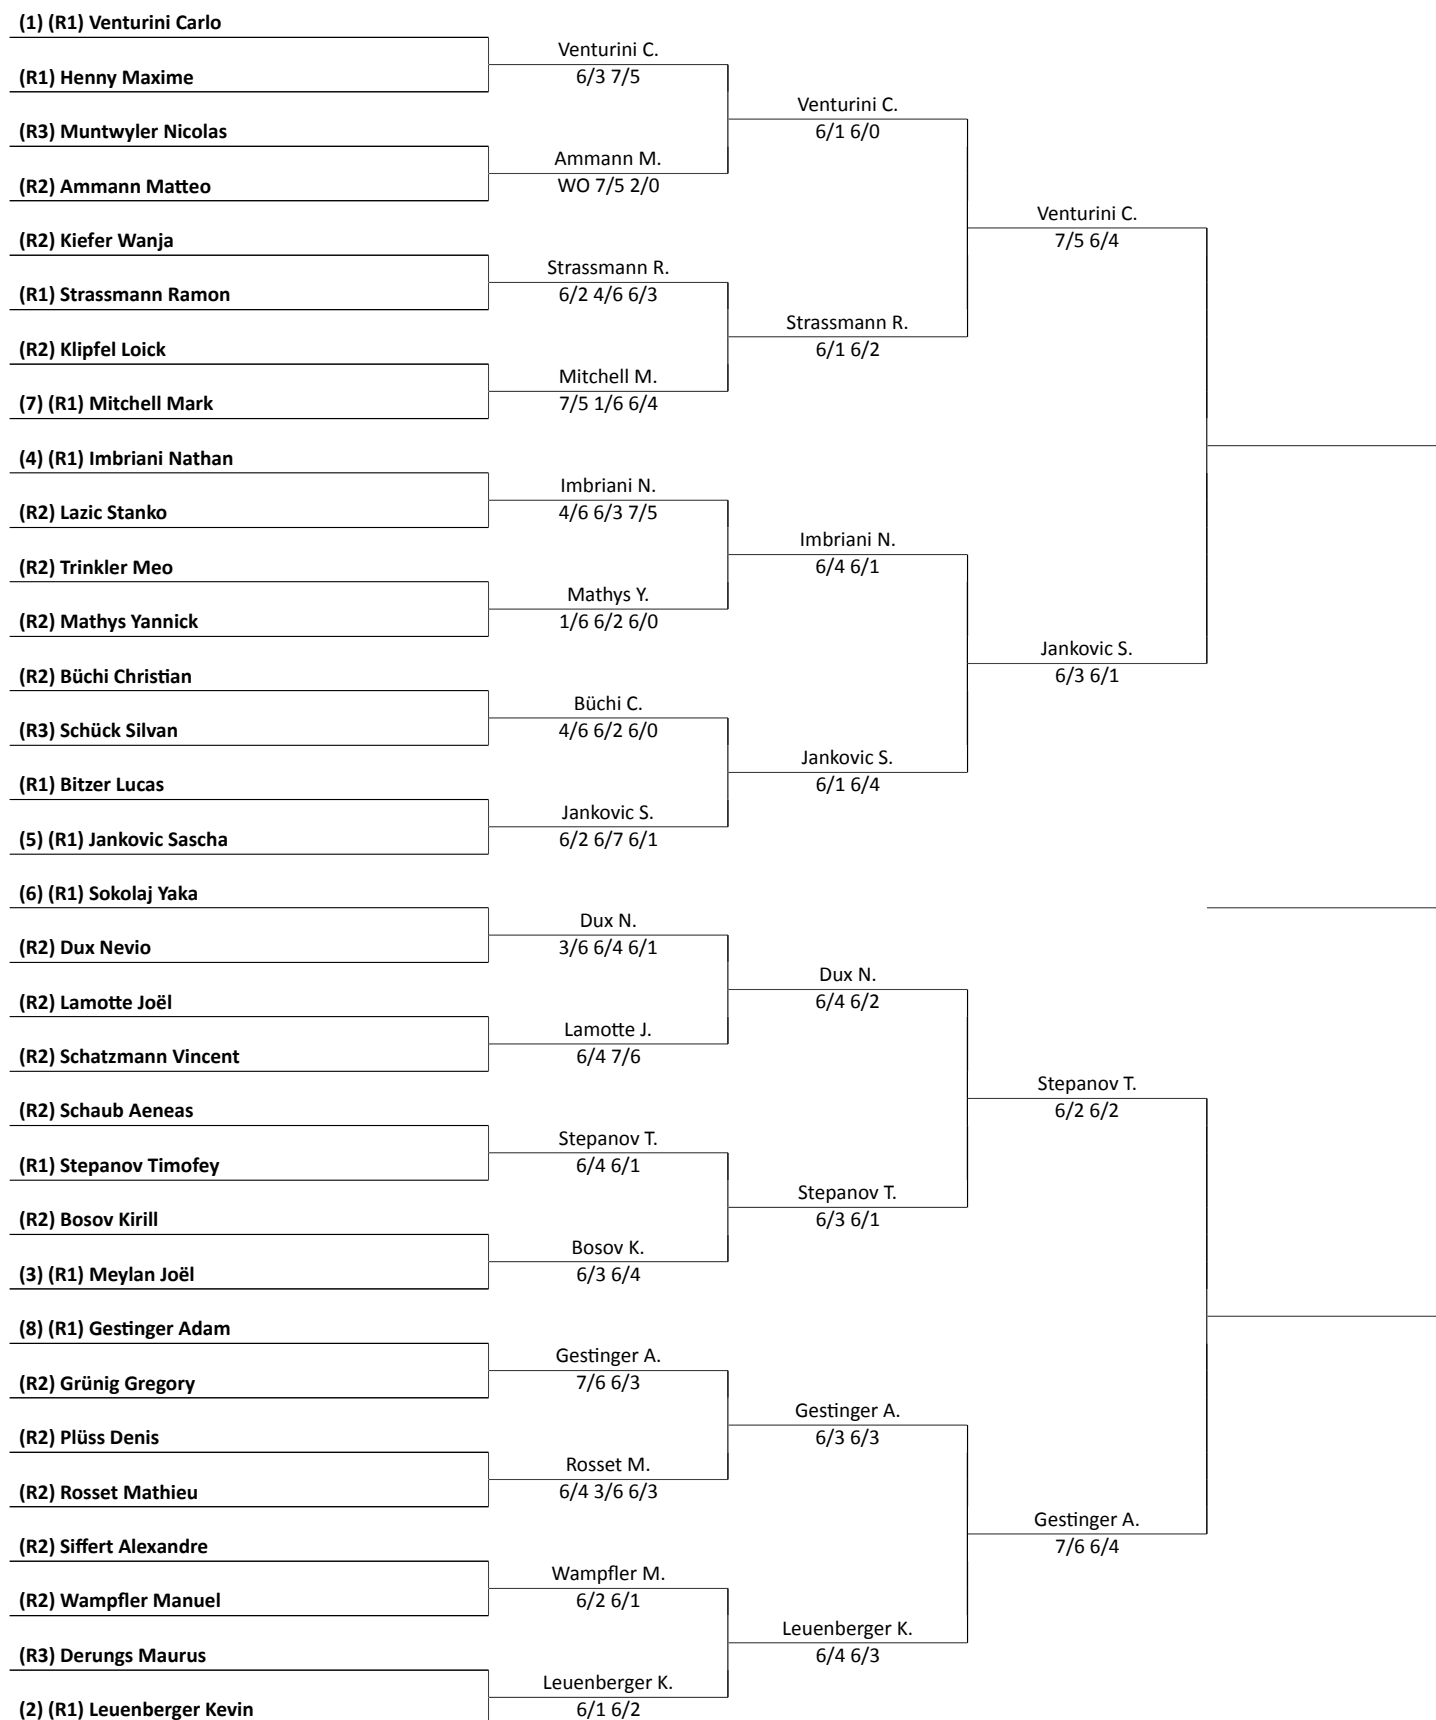 (1) (R1) Venturini Carlo
Venturini C.
(R1) Henny Maxime
6/3 7/5
Venturini C.
(R3) Muntwyler Nicolas
6/1 6/0
Ammann M.
(R2) Ammann Matteo
WO 7/5 2/0
Venturini C.
(R2) Kiefer Wanja
7/5 6/4
Strassmann R.
(R1) Strassmann Ramon
6/2 4/6 6/3
Strassmann R.
(R2) Klipfel Loick
6/1 6/2
Mitchell M.
(7) (R1) Mitchell Mark
7/5 1/6 6/4
(4) (R1) Imbriani Nathan
Imbriani N.
(R2) Lazic Stanko
4/6 6/3 7/5
Imbriani N.
(R2) Trinkler Meo
6/4 6/1
Mathys Y.
(R2) Mathys Yannick
1/6 6/2 6/0
Jankovic S.
(R2) Büchi Christian
6/3 6/1
Büchi C.
(R3) Schück Silvan
4/6 6/2 6/0
Jankovic S.
(R1) Bitzer Lucas
6/1 6/4
Jankovic S.
(5) (R1) Jankovic Sascha
6/2 6/7 6/1
(6) (R1) Sokolaj Yaka
Dux N.
(R2) Dux Nevio
3/6 6/4 6/1
Dux N.
(R2) Lamotte Joël
6/4 6/2
Lamotte J.
(R2) Schatzmann Vincent
6/4 7/6
Stepanov T.
(R2) Schaub Aeneas
6/2 6/2
Stepanov T.
(R1) Stepanov Timofey
6/4 6/1
Stepanov T.
(R2) Bosov Kirill
6/3 6/1
Bosov K.
(3) (R1) Meylan Joël
6/3 6/4
(8) (R1) Gestinger Adam
Gestinger A.
(R2) Grünig Gregory
7/6 6/3
Gestinger A.
(R2) Plüss Denis
6/3 6/3
Rosset M.
(R2) Rosset Mathieu
6/4 3/6 6/3
Gestinger A.
(R2) Siffert Alexandre
7/6 6/4
Wampfler M.
(R2) Wampfler Manuel
6/2 6/1
Leuenberger K.
(R3) Derungs Maurus
6/4 6/3
Leuenberger K.
(2) (R1) Leuenberger Kevin
6/1 6/2